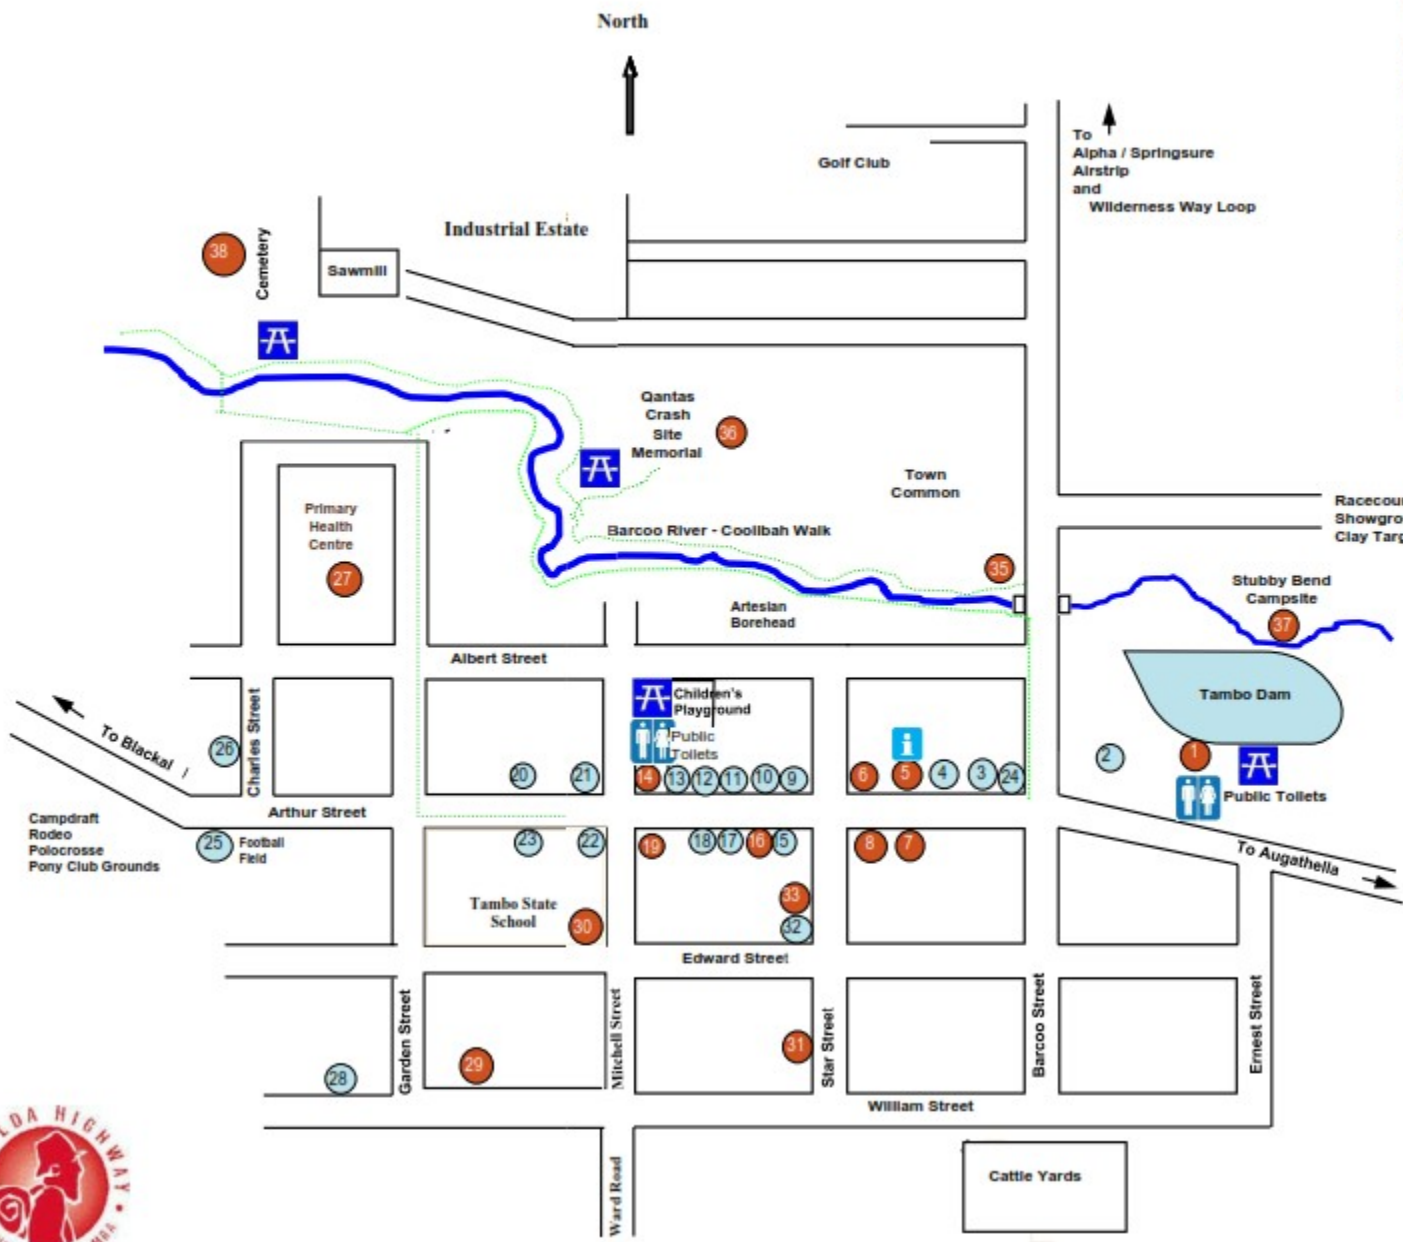 North
Golf Club
To
Alpha / Springsure
Airstrip
and
Wilderness Way Loop
Industrial Estate
38
Cemetery
Sawmill
Qantas
Crash
Site
Memorial
36
Town
Common
Primary
Health
Centre
27
Barcoo River - Coolibah Walk
35
Racecou
Showgro
Clay Targ
Stubby Bend
Campsite
37
Artesian
Borehead
Albert Street
Tambo Dam
Children's
Playground
Public
Toilets
To Blackal
26
Charles Street
20
21
14
13
12
11
10
9
6
5
4
3
24
2
1
Public Toilets
Arthur Street
Campdraft
Rodeo
Polocrosse
Pony Club Grounds
25
Football
Field
23
22
19
18
17
16
15
8
7
To Augathella
Tambo State
School
30
33
32
Edward Street
Garden Street
Mitchell Street
Star Street
Barcoo Street
Ernest Street
28
29
31
William Street
LDA HIGHWAY
Ward Road
Cattle Yards